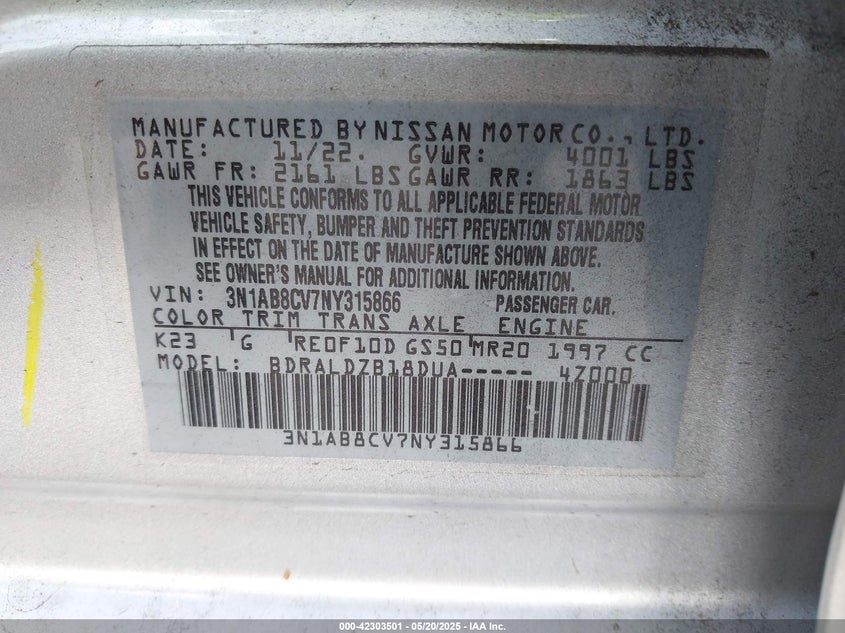 MANUFACTURED BY NISSAN MOTOR CO., LTD.
DATE: 11/22. GVWR: 4001 LBS
GAWR FR: 2161 LBS GAWR RR: 1863 LBS
THIS VEHICLE CONFORMS TO ALL APPLICABLE FEDERAL MOTOR
VEHICLE SAFETY, BUMPER AND THEFT PREVENTION STANDARDS
IN EFFECT ON THE DATE OF MANUFACTURE SHOWN ABOVE.
SEE OWNER'S MANUAL FOR ADDITIONAL INFORMATION.
VIN: 3N1AB8CV7NY315866 PASSENGER CAR.
COLOR TRIM TRANS AXLE ENGINE
K23 G RE0F10D GS50 MR20 1997 CC
MODEL: BDRALDZB18DUA----- 4Z000
3N1AB8CV7NY315866
000-42303501 - 05/20/2025 - IAA Inc.